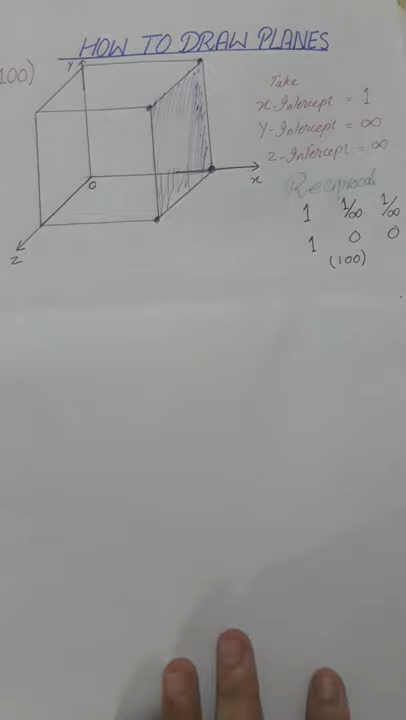 HOW TO DRAW PLANES
100)
Y
O
x
Z
Take
x-Intercept = 1
Y-Intercept = ∞
z-Intercept = ∞
Reciprocal
1 1/∞ 1/∞
1 0 0
(100)